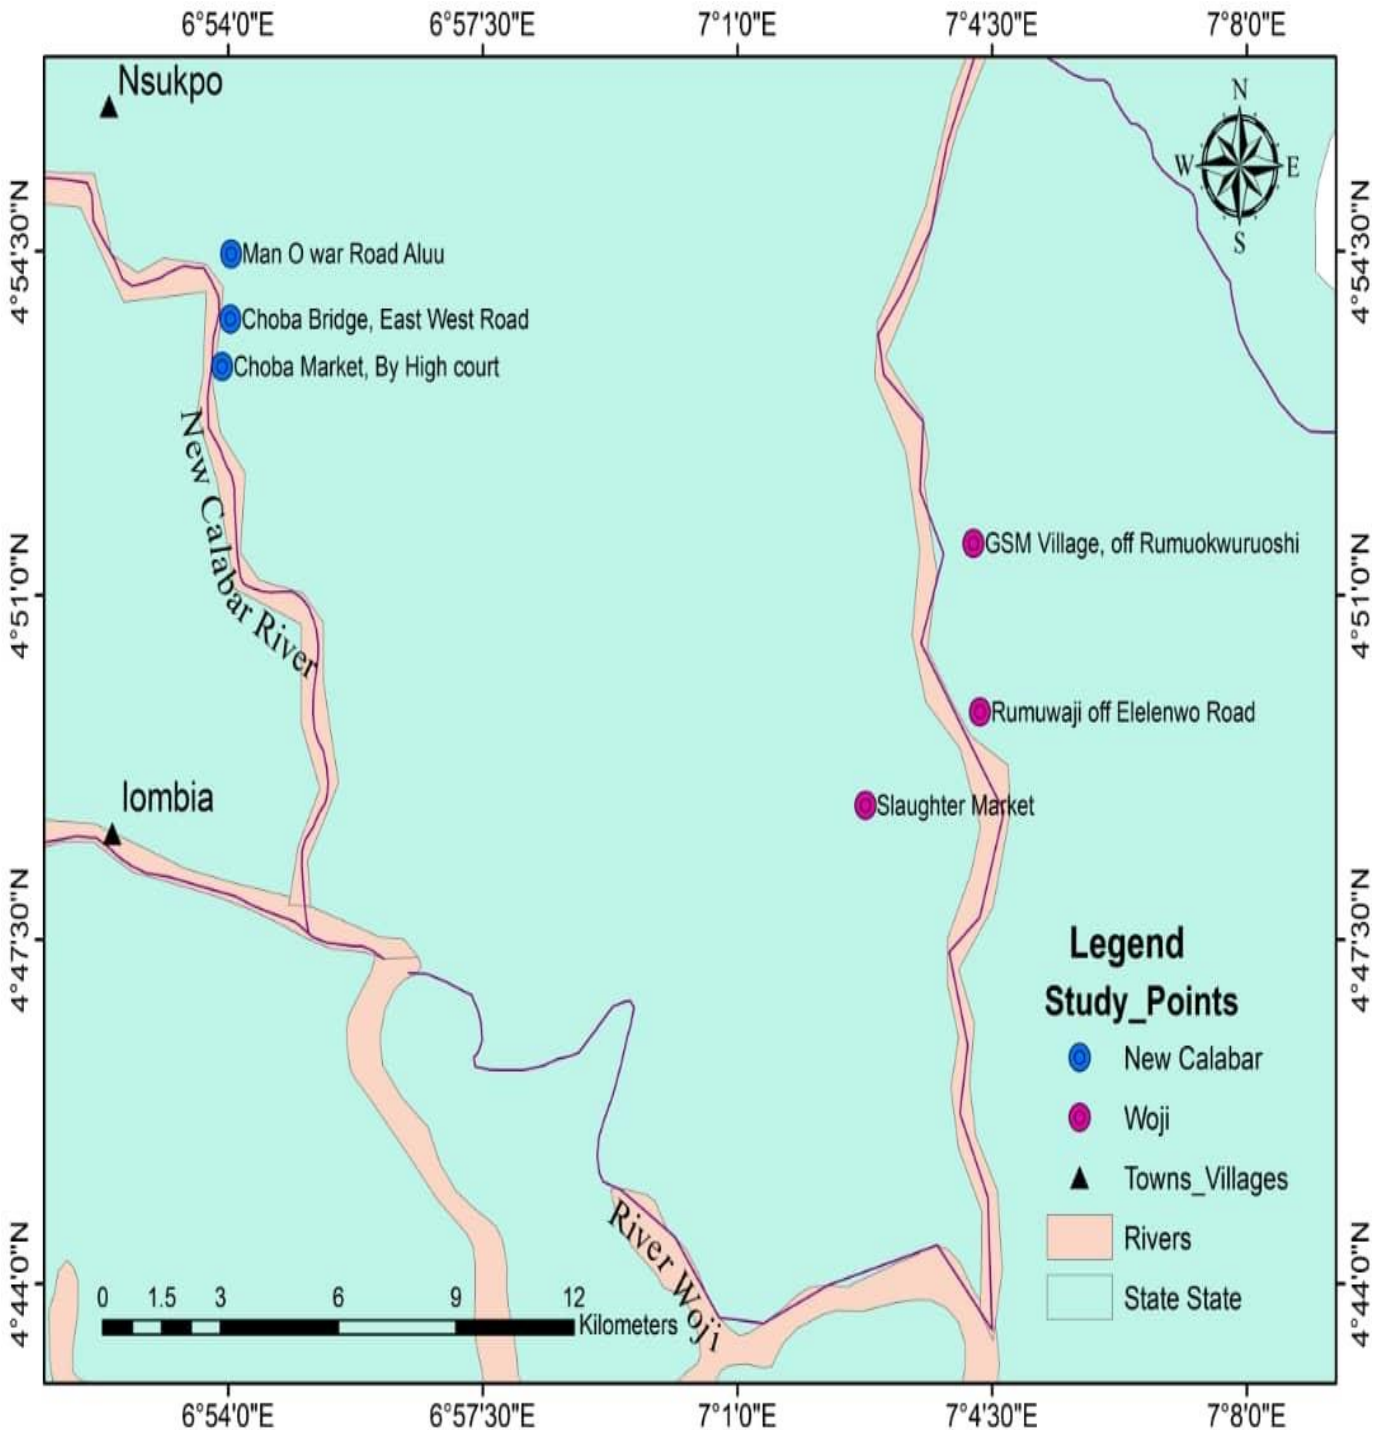 6°54'0"E 6°57'30"E 7°1'0"E 7°4'30"E 7°8'0"E
Nsukpo
N
W E
S
4°54'30"N 4°54'30"N
Man O war Road Aluu
Choba Bridge, East West Road
Choba Market, By High court
New Calabar River
GSM Village, off Rumuokwuruoshi
4°51'0"N 4°51'0"N
Rumuwaji off Elelenwo Road
Iombia
Slaughter Market
4°47'30"N 4°47'30"N
Legend
Study_Points
New Calabar
Woji
Towns_Villages
Rivers
State State
River Woji
4°44'0"N 4°44'0"N
0 1.5 3 6 9 12
Kilometers
6°54'0"E 6°57'30"E 7°1'0"E 7°4'30"E 7°8'0"E